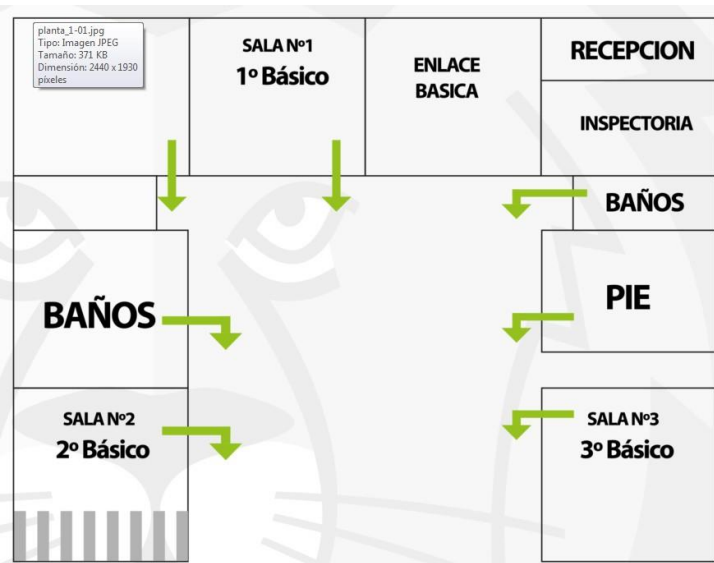 planta_1-01.jpg
Tipo: Imagen JPEG
Tamaño: 371 KB
Dimensión: 2440 x 1930
píxeles
SALA Nº1
1º Básico
ENLACE
BASICA
RECEPCION
INSPECTORIA
BAÑOS
BAÑOS
PIE
SALA Nº2
2º Básico
SALA Nº3
3º Básico